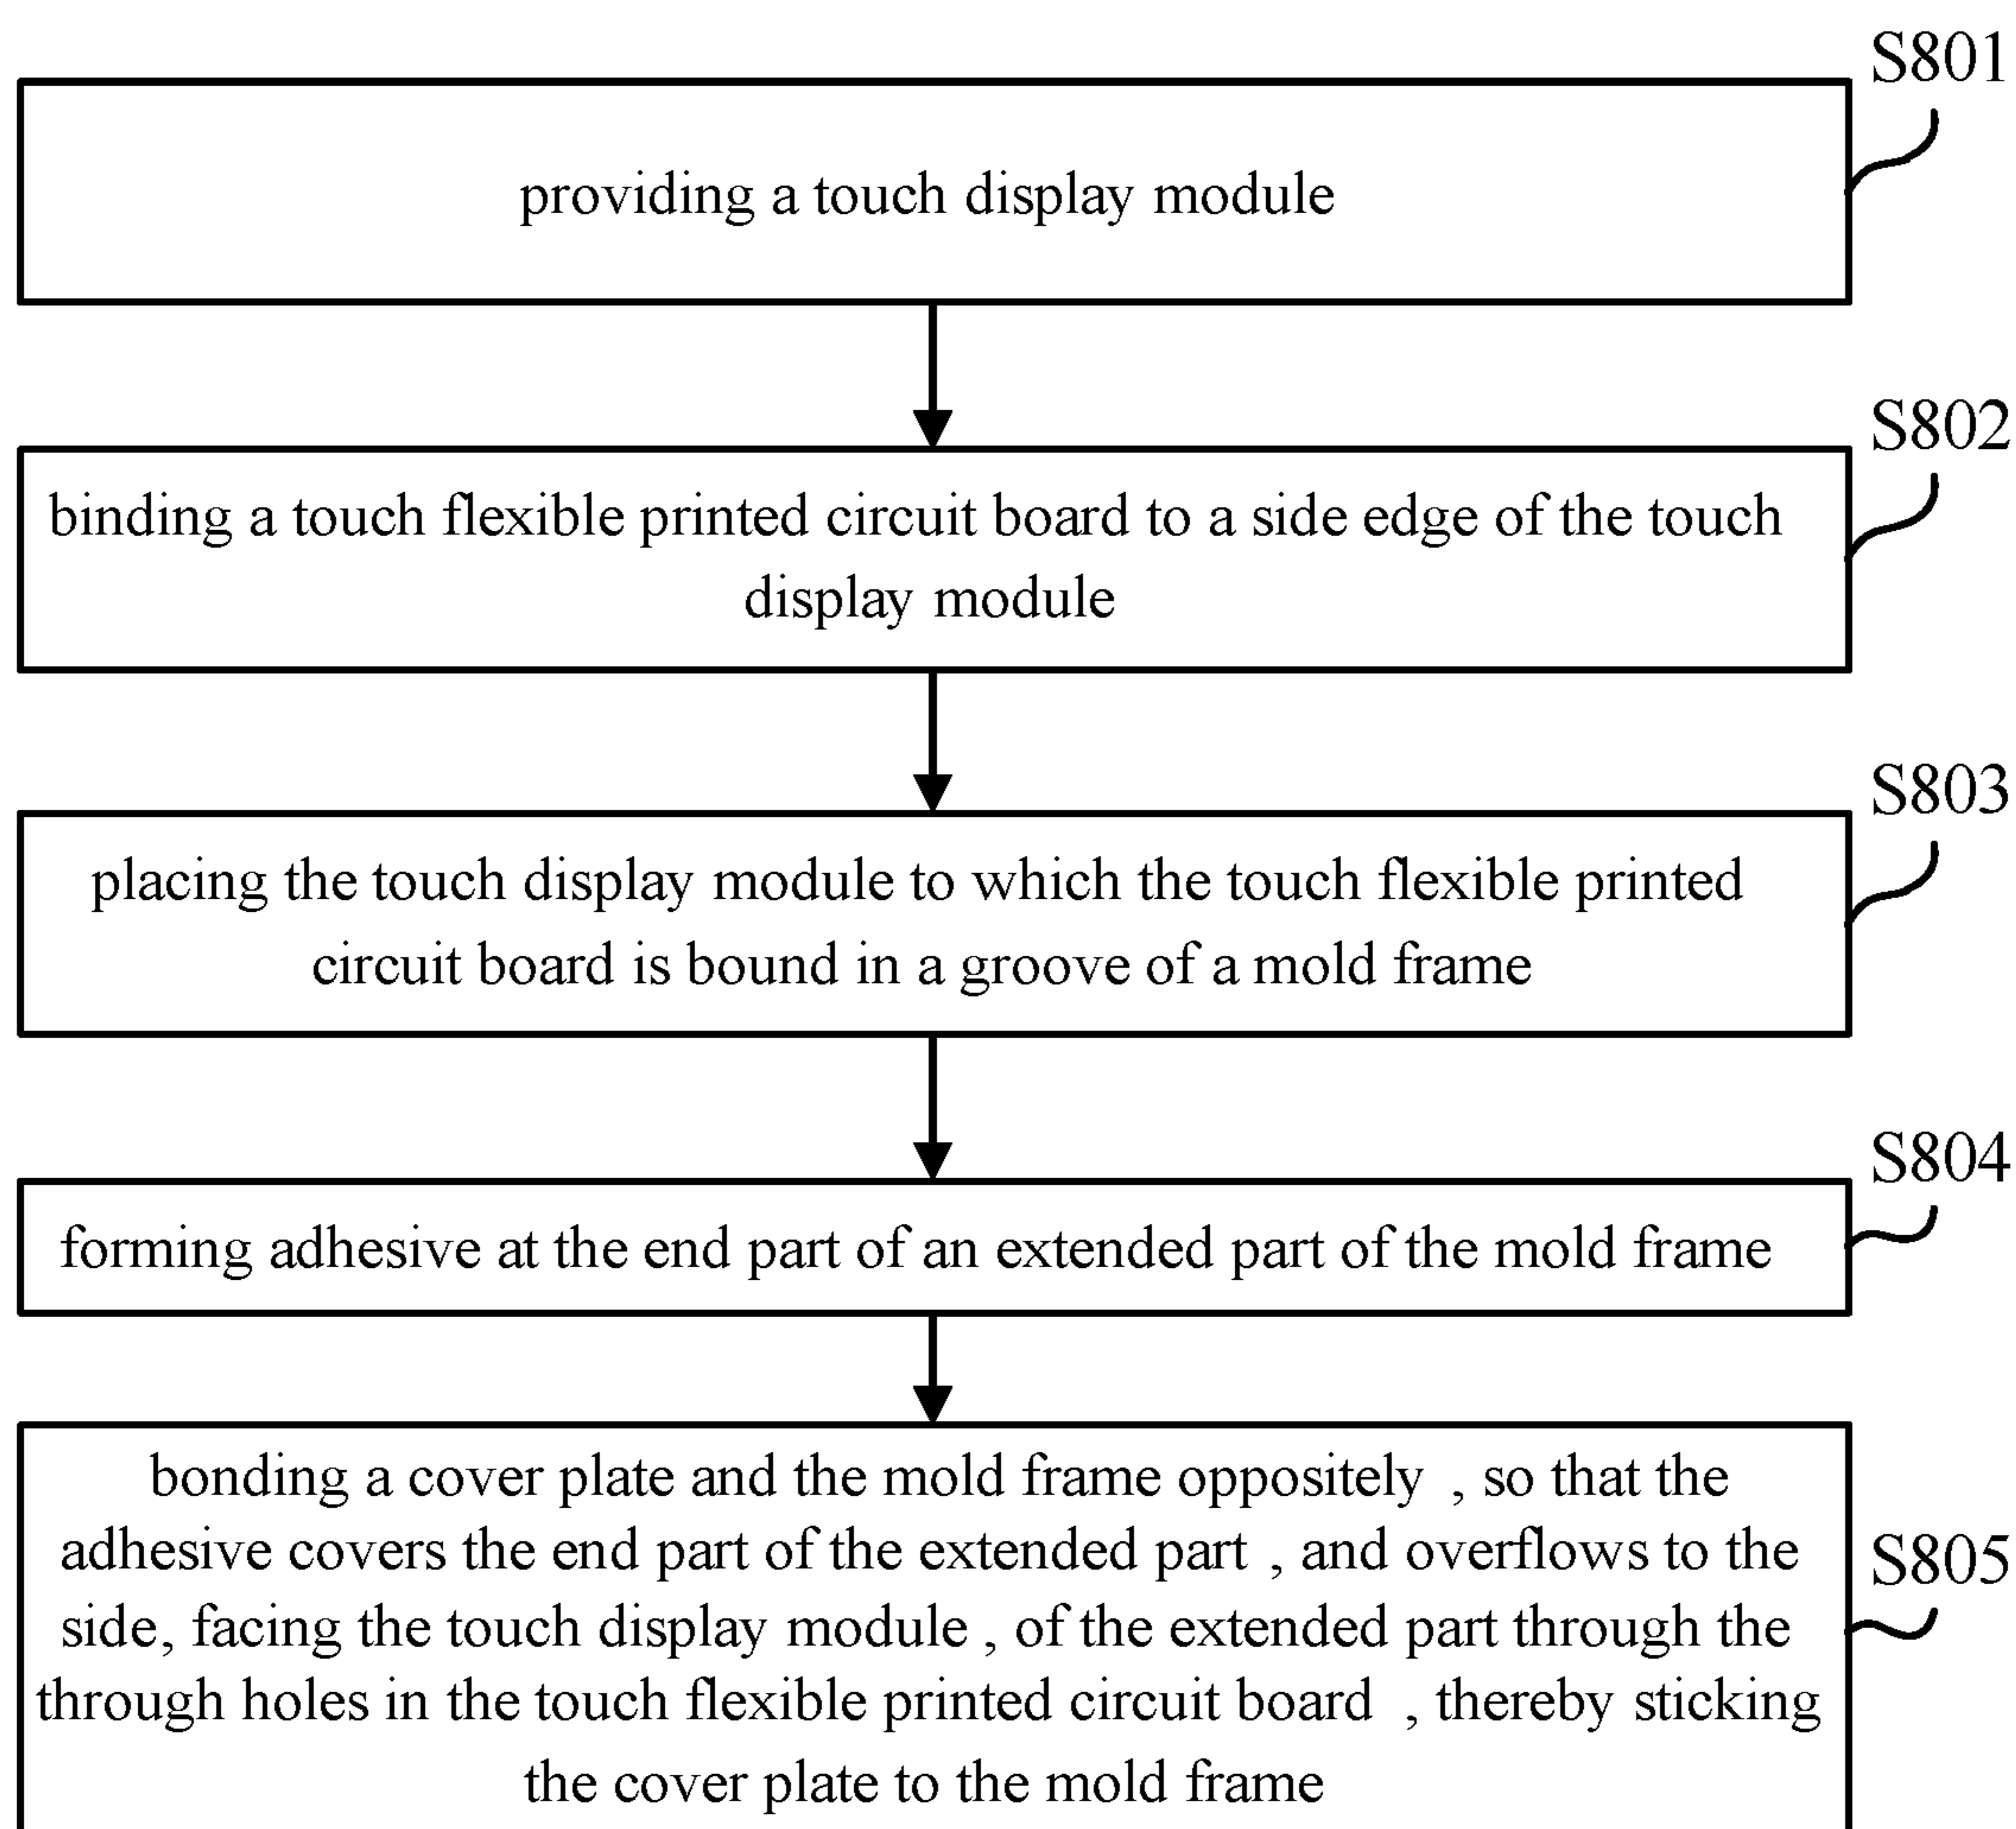 S801
providing a touch display module
S802
binding a touch flexible printed circuit board to a side edge of the touch
display module
S803
placing the touch display module to which the touch flexible printed
circuit board is bound in a groove of a mold frame
S804
forming adhesive at the end part of an extended part of the mold frame
bonding a cover plate and the mold frame oppositely , so that the
adhesive covers the end part of the extended part , and overflows to the
S805
side, facing the touch display module , of the extended part through the
through holes in the touch flexible printed circuit board , thereby sticking
the cover plate to the mold frame